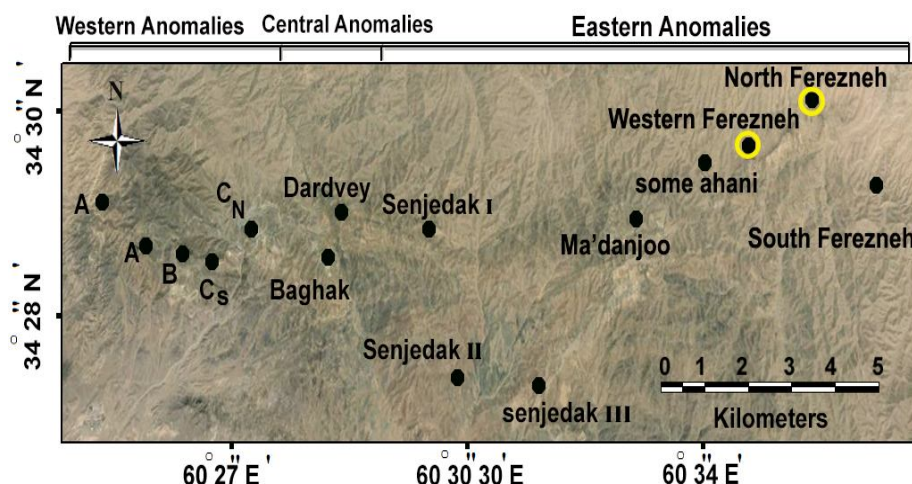 Western Anomalies Central Anomalies Eastern Anomalies
N
North Ferezneh
Western Ferezneh
some ahani
South Ferezneh
Ma'danjoo
Dardvey
Senjedak I
C N
A
A
B
C s
Baghak
Senjedak II
senjedak III
0 1 2 3 4 5
Kilometers
34° 30" N'
34° 28" N'
60° 27" E'
60° 30" 30" E'
60° 34" E'